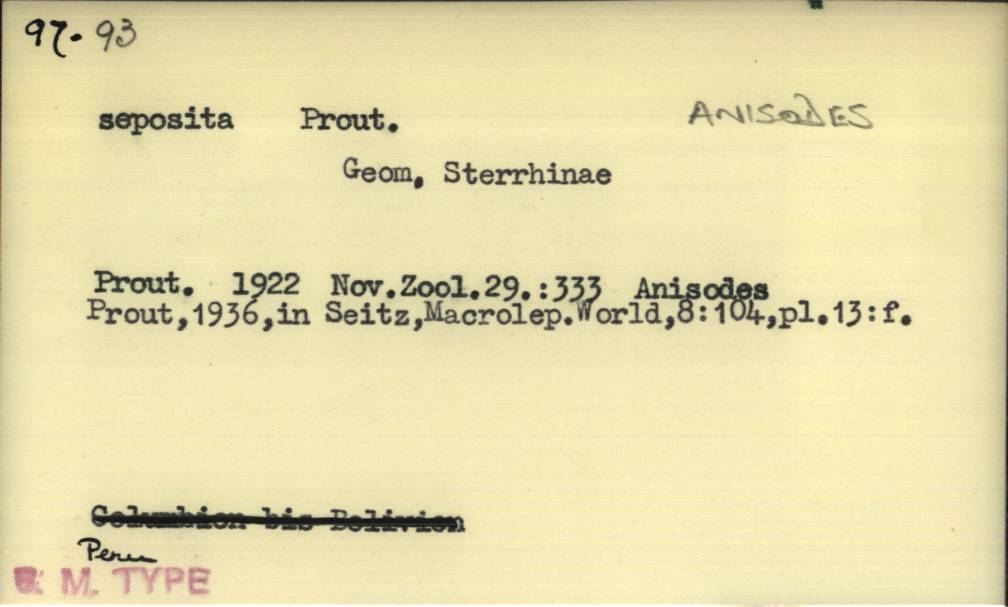 97-93
seposita Prout. ANISODES
Geom, Sterrhinae
Prout. 1922 Nov.Zool.29.:333 Anisodes
Prout,1936,in Seitz,Macrolep.World,8:104,pl.13:f.
Columbien bis Bolivien
Peru
B. M. TYPE